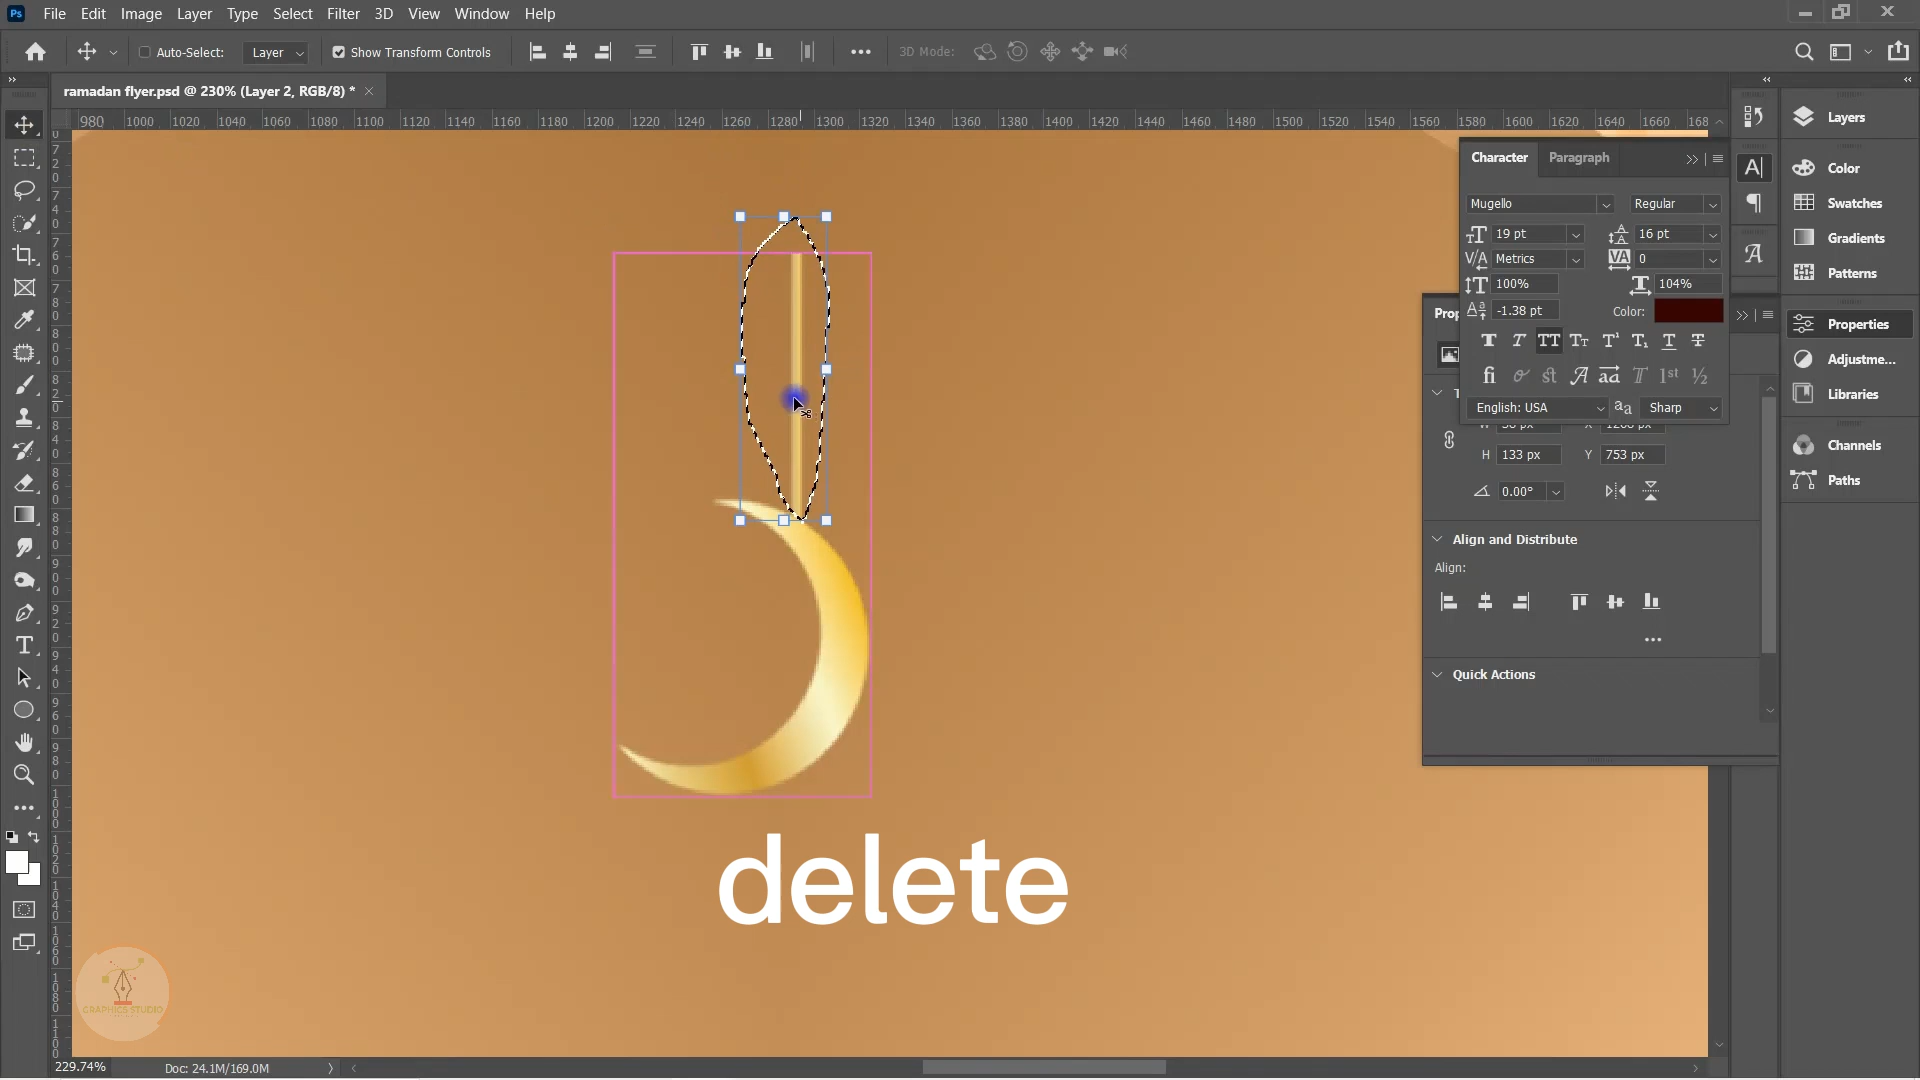 Ps File Edit Image Layer Type Select Filter 3D View Window Help
Auto-Select: Layer Show Transform Controls 3D Mode:
ramadan flyer.psd @ 230% (Layer 2, RGB/8) *
980 1000 1020 1040 1060 1080 1100 1120 1140 1160 1180 1200 1220 1240 1260 1280 1300 1320 1340 1360 1380 1400 1420 1440 1460 1480 1500 1520 1540 1560 1580 1600 1620 1640 1660 168
Character Paragraph
Mugello Regular
19 pt 16 pt
Metrics 0
100% 104%
-1.38 pt Color:
English: USA Sharp
H 133 px Y 753 px
0.00°
Align and Distribute
Align:
Quick Actions
Layers
Color
Swatches
Gradients
Patterns
Properties
Adjustme...
Libraries
Channels
Paths
delete
GRAPHICS STUDIO
229.74% Doc: 24.1M/169.0M